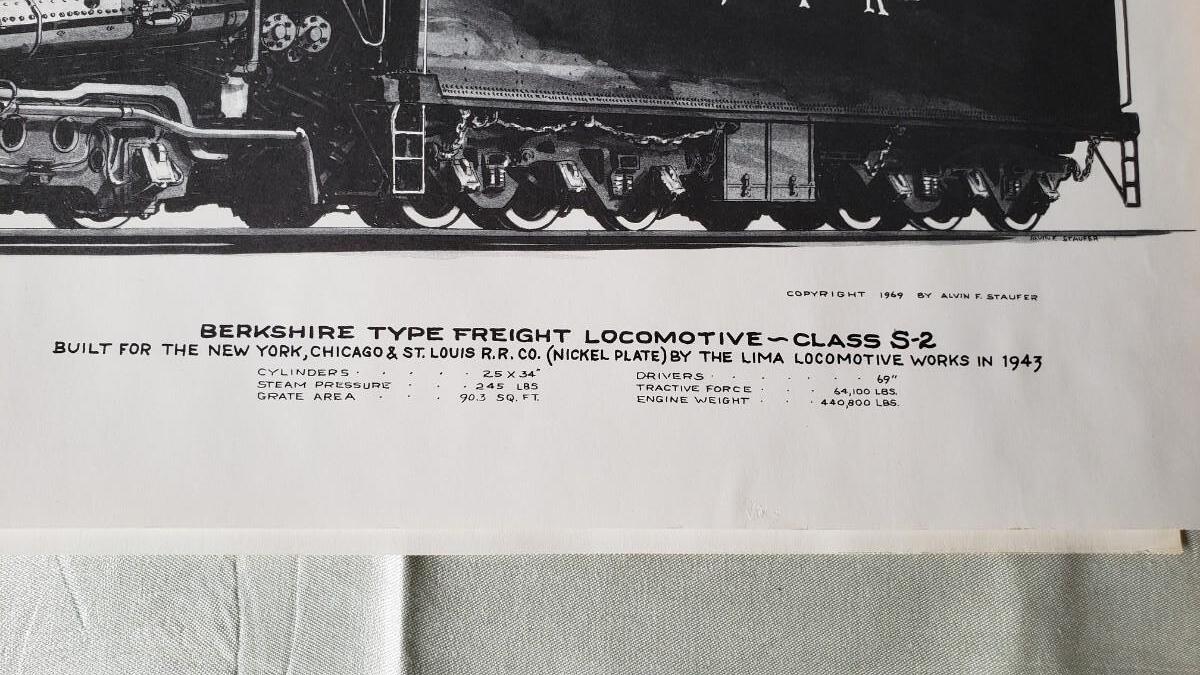 STAUFER
COPYRIGHT 1969 BY ALVIN F. STAUFER
BERKSHIRE TYPE FREIGHT LOCOMOTIVE~CLASS S-2
BUILT FOR THE NEW YORK, CHICAGO & ST. LOUIS R.R. CO. (NICKEL PLATE) BY THE LIMA LOCOMOTIVE WORKS IN 1943
CYLINDERS · · · · · 25 X 34"
STEAM PRESSURE · · · 245 LBS
GRATE AREA · · · 90.3 SQ. FT.
DRIVERS · · · · · · · 69"
TRACTIVE FORCE · · · 64,100 LBS.
ENGINE WEIGHT · · · 440,800 LBS.